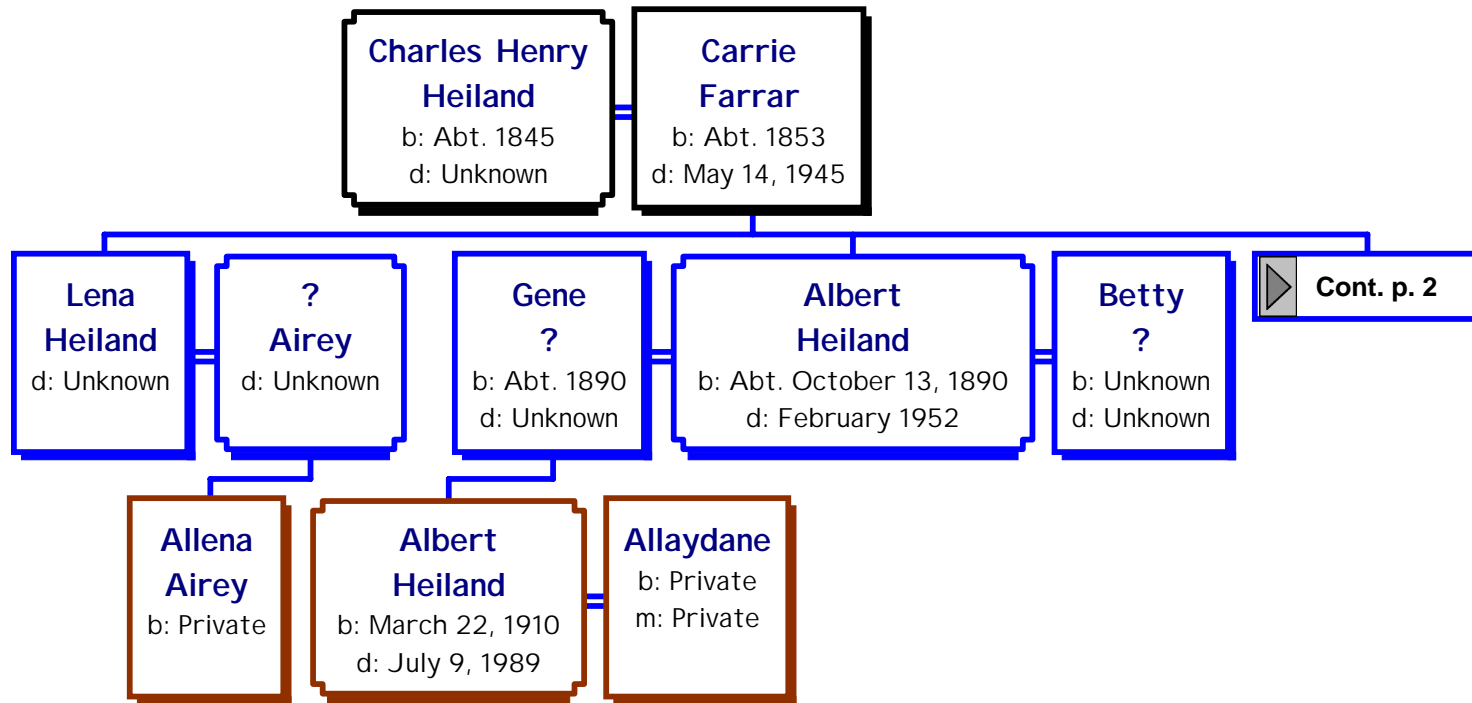 Charles Henry
Heiland
b: Abt. 1845
d: Unknown
Carrie
Farrar
b: Abt. 1853
d: May 14, 1945
Lena
Heiland
d: Unknown
?
Airey
d: Unknown
Gene
?
b: Abt. 1890
d: Unknown
Albert
Heiland
b: Abt. October 13, 1890
d: February 1952
Betty
?
b: Unknown
d: Unknown
Cont. p. 2
Allena
Airey
b: Private
Albert
Heiland
b: March 22, 1910
d: July 9, 1989
Allaydane
b: Private
m: Private